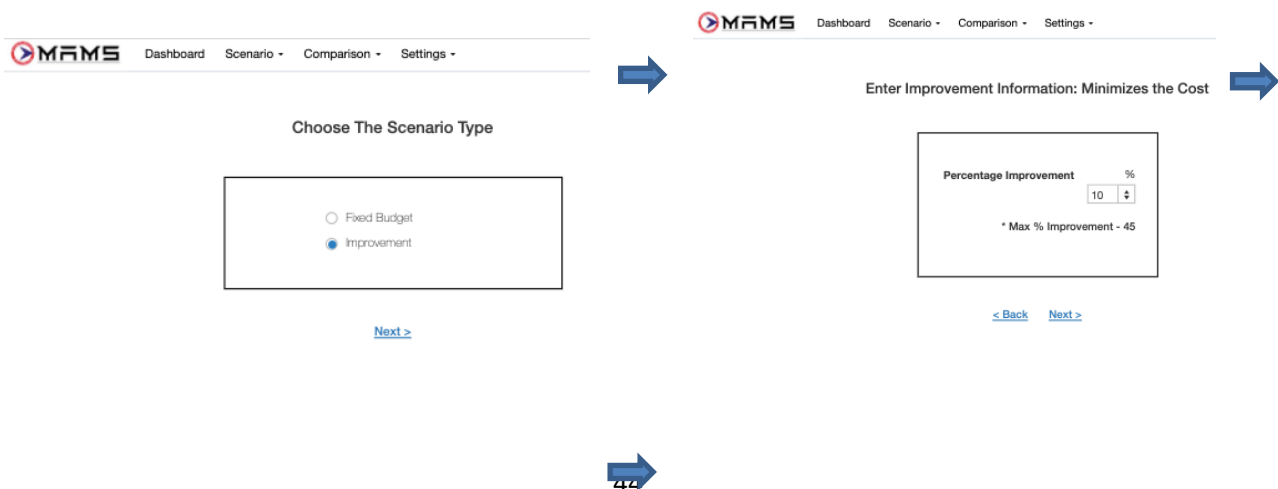 MAMS Dashboard Scenario Comparison Settings
Choose The Scenario Type
Fixed Budget
Improvement
Next >
MAMS Dashboard Scenario Comparison Settings
Enter Improvement Information: Minimizes the Cost
Percentage Improvement %
10
* Max % Improvement - 45
< Back Next >
44